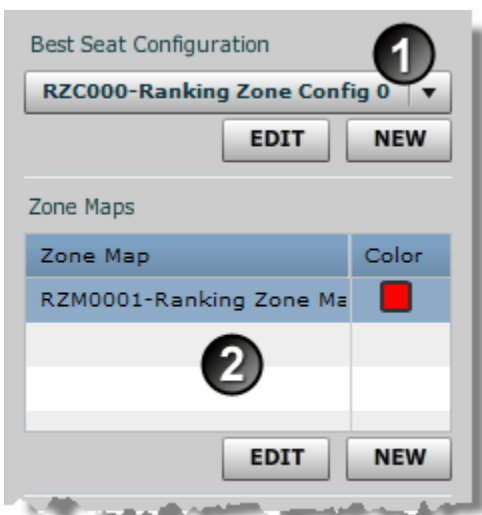 Best Seat Configuration
1
RZC000-Ranking Zone Config 0
EDIT NEW
Zone Maps
Zone Map Color
RZM0001-Ranking Zone Ma
2
EDIT NEW